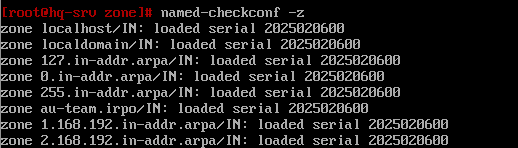 [root@hq-srv zone]# named-checkconf -z
zone localhost/IN: loaded serial 2025020600
zone localdomain/IN: loaded serial 2025020600
zone 127.in-addr.arpa/IN: loaded serial 2025020600
zone 0.in-addr.arpa/IN: loaded serial 2025020600
zone 255.in-addr.arpa/IN: loaded serial 2025020600
zone au-team.irpo/IN: loaded serial 2025020600
zone 1.168.192.in-addr.arpa/IN: loaded serial 2025020600
zone 2.168.192.in-addr.arpa/IN: loaded serial 2025020600